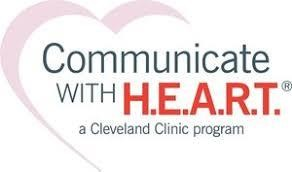 Communicate
WITH H.E.A.R.T.®
a Cleveland Clinic program